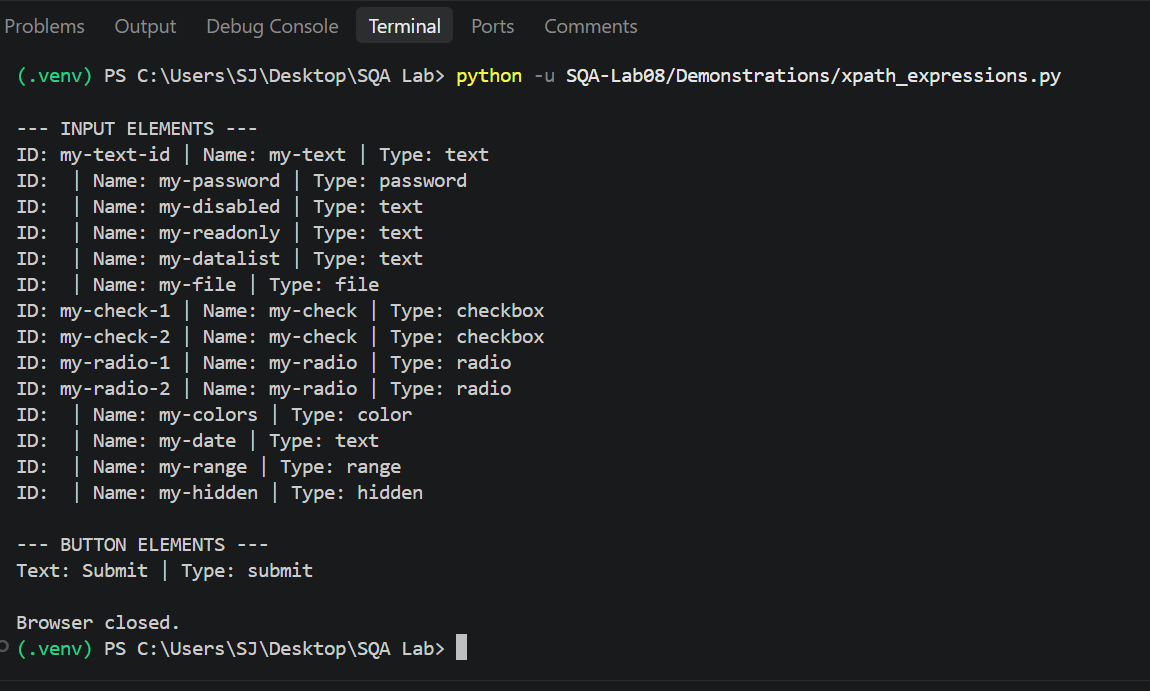 Problems Output Debug Console Terminal Ports Comments
(.venv) PS C:\Users\SJ\Desktop\SQA Lab> python -u SQA-Lab08/Demonstrations/xpath_expressions.py
--- INPUT ELEMENTS ---
ID: my-text-id | Name: my-text | Type: text
ID:  | Name: my-password | Type: password
ID:  | Name: my-disabled | Type: text
ID:  | Name: my-readonly | Type: text
ID:  | Name: my-datalist | Type: text
ID:  | Name: my-file | Type: file
ID: my-check-1 | Name: my-check | Type: checkbox
ID: my-check-2 | Name: my-check | Type: checkbox
ID: my-radio-1 | Name: my-radio | Type: radio
ID: my-radio-2 | Name: my-radio | Type: radio
ID:  | Name: my-colors | Type: color
ID:  | Name: my-date | Type: text
ID:  | Name: my-range | Type: range
ID:  | Name: my-hidden | Type: hidden
--- BUTTON ELEMENTS ---
Text: Submit | Type: submit
Browser closed.
(.venv) PS C:\Users\SJ\Desktop\SQA Lab>